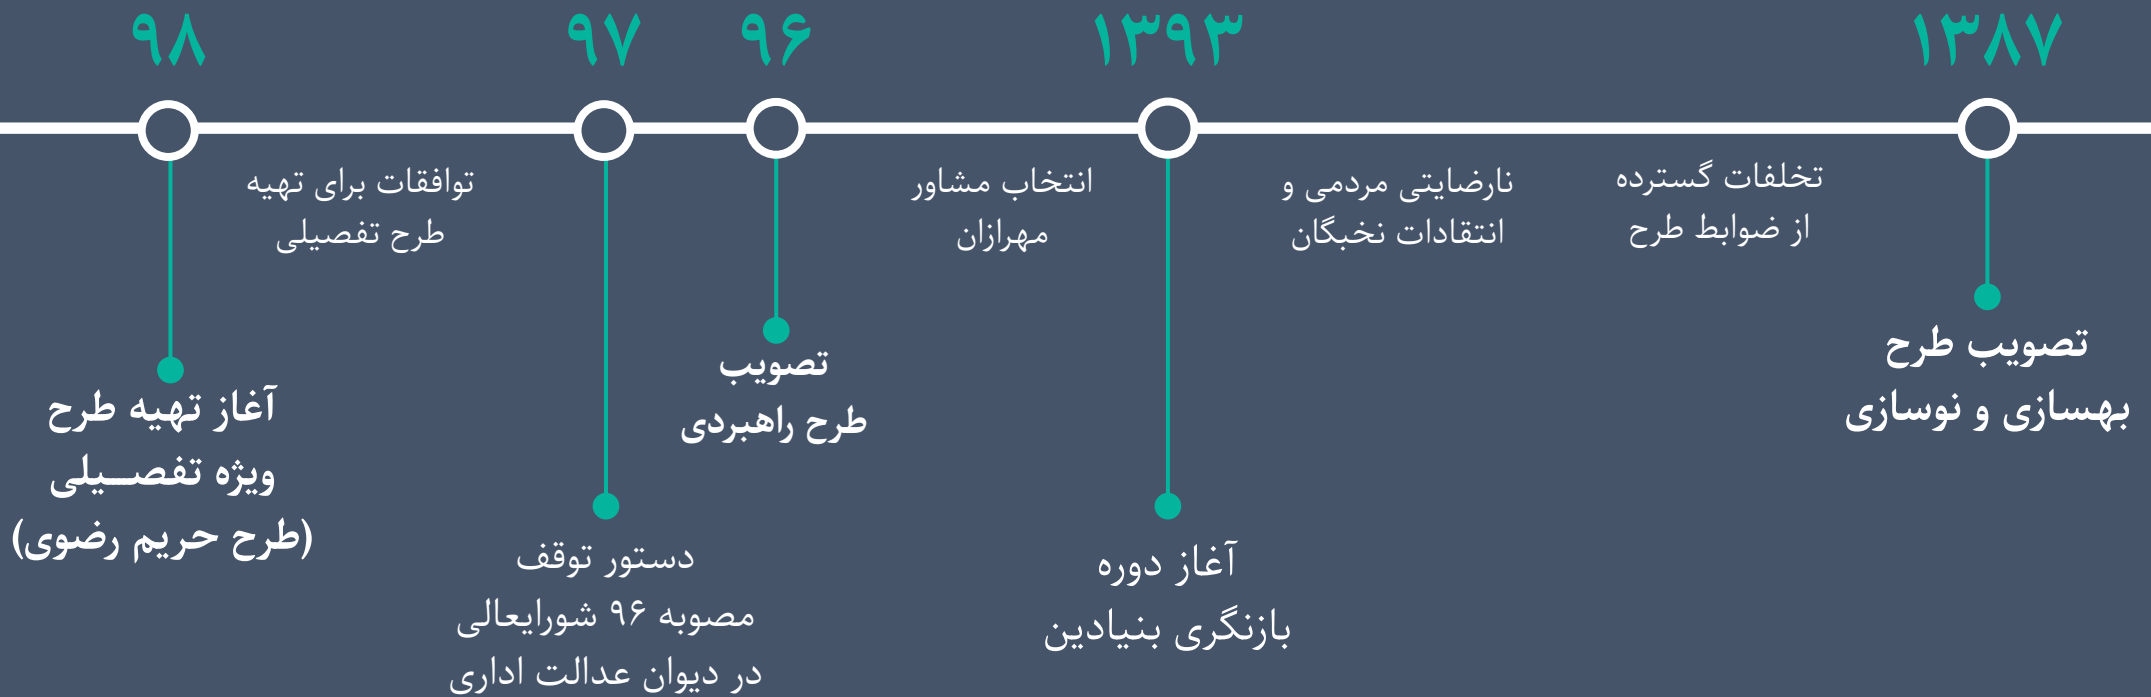 ۱۳۸۷
تصویب طرح
بهسازی و نوسازی
تخلفات گسترده
از ضوابط طرح
نارضایتی مردمی و
انتقادات نخبگان
۱۳۹۳
آغاز دوره
بازنگری بنیادین
انتخاب مشاور
مهرازان
۹۶
تصویب
طرح راهبردی
۹۷
دستور توقف
مصوبه ۹۶ شورایعالی
در دیوان عدالت اداری
توافقات برای تهیه
طرح تفصیلی
۹۸
آغاز تهیه طرح
ویژه تفصـــیلی
(طرح حریم رضوی)